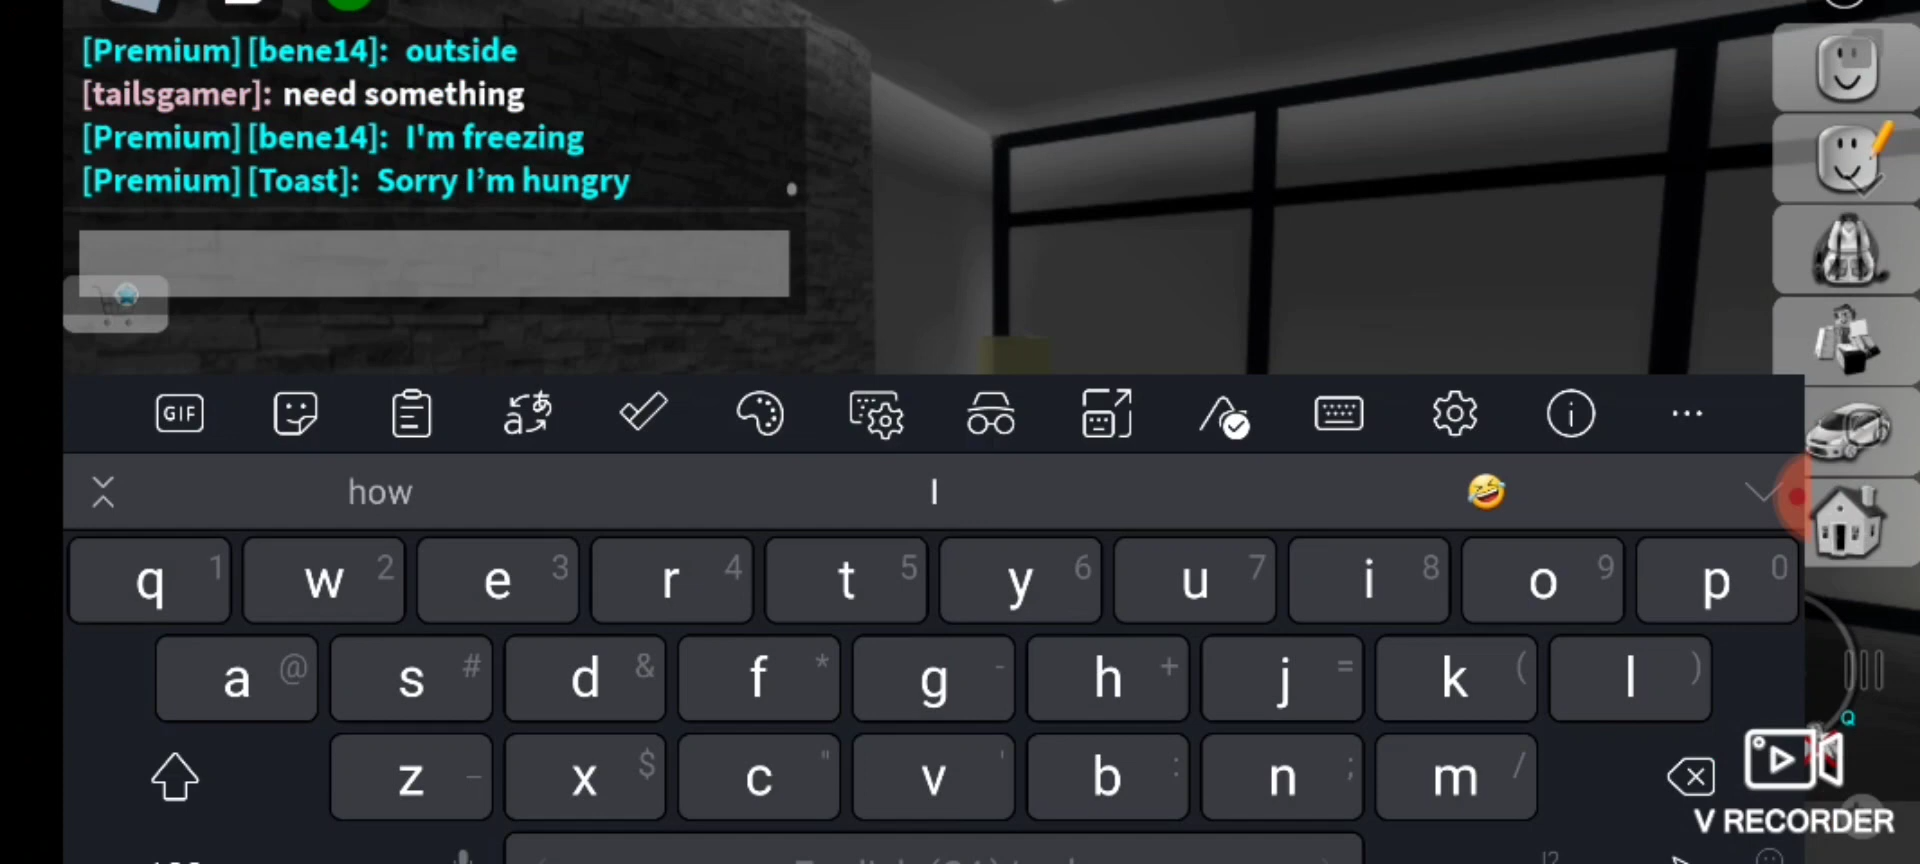 [Premium] [bene14]: outside
[tailsgamer]: need something
[Premium] [bene14]: I'm freezing
[Premium] [Toast]: Sorry I’m hungry
GIF
how I 🤣
q 1 w 2 e 3 r 4 t 5 y 6 u 7 i 8 o 9 p 0
a @ s # d & f * g - h + j = k ( l )
z _ x $ c " v ' b : n ; m /
Q
V RECORDER